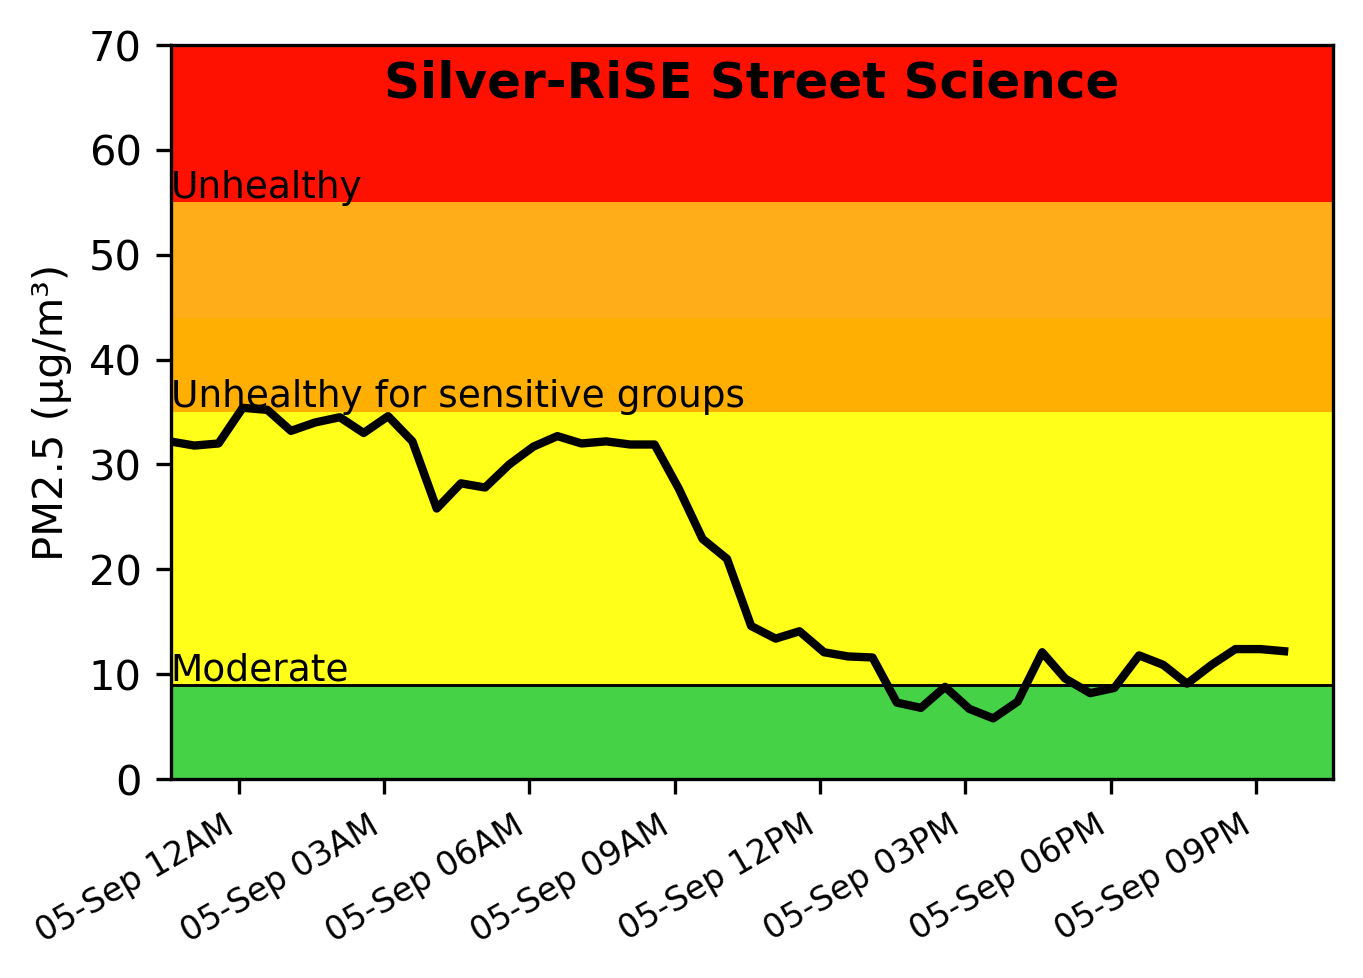 Silver-RiSE Street Science
PM2.5 (µg/m³)
70
60
50
40
30
20
10
0
Unhealthy
Unhealthy for sensitive groups
Moderate
05-Sep 12AM
05-Sep 03AM
05-Sep 06AM
05-Sep 09AM
05-Sep 12PM
05-Sep 03PM
05-Sep 06PM
05-Sep 09PM